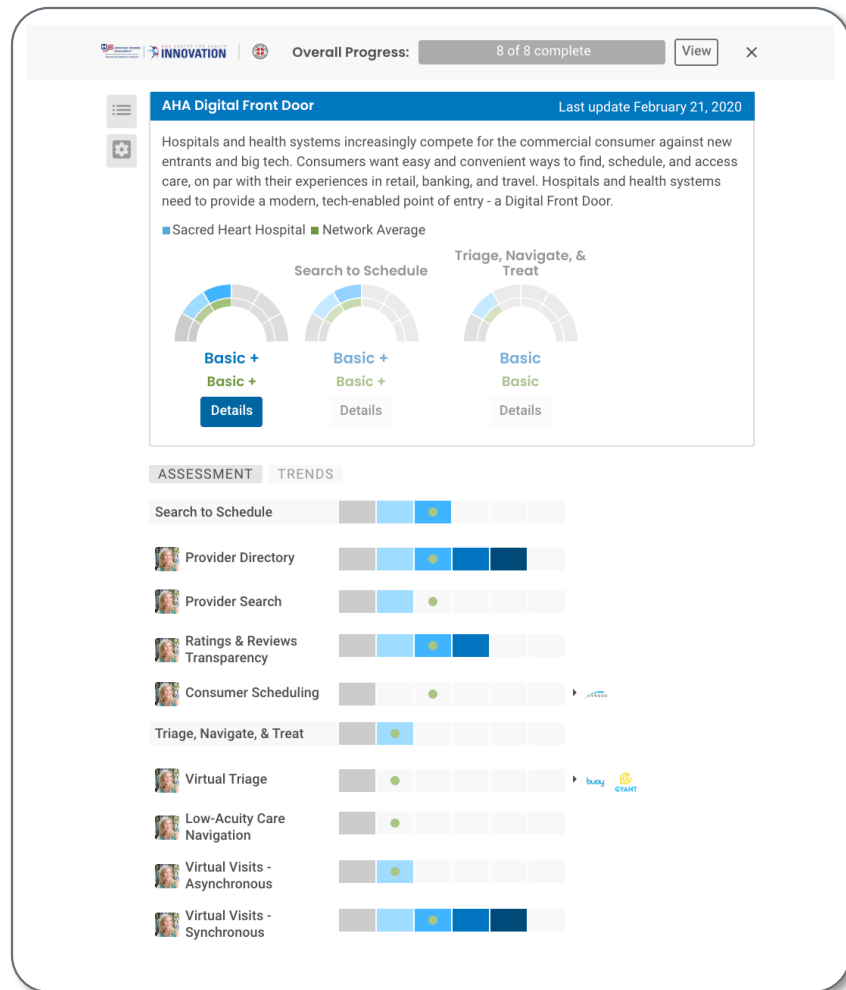 American Hospital Association
INNOVATION
Overall Progress:
8 of 8 complete
View
AHA Digital Front Door
Last update February 21, 2020
Hospitals and health systems increasingly compete for the commercial consumer against new
entrants and big tech. Consumers want easy and convenient ways to find, schedule, and access
care, on par with their experiences in retail, banking, and travel. Hospitals and health systems
need to provide a modern, tech-enabled point of entry - a Digital Front Door.
Sacred Heart Hospital
Network Average
Search to Schedule
Triage, Navigate, &
Treat
Basic +
Basic +
Basic
Basic +
Basic +
Basic
Details
Details
Details
ASSESSMENT
TRENDS
Search to Schedule
Provider Directory
Provider Search
Ratings & Reviews
Transparency
Consumer Scheduling
Triage, Navigate, & Treat
Virtual Triage
buoy
GYANT
Low-Acuity Care
Navigation
Virtual Visits -
Asynchronous
Virtual Visits -
Synchronous